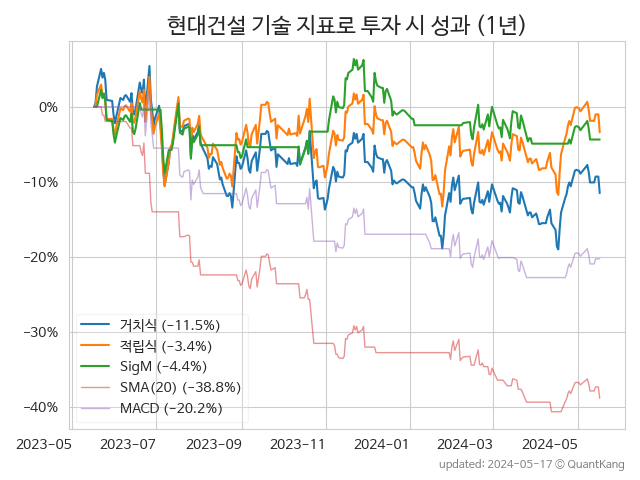 현대건설 기술 지표로 투자 시 성과 (1년)
0%
−10%
−20%
−30%
−40%
거치식 (−11.5%)
적립식 (−3.4%)
SigM (−4.4%)
SMA(20) (−38.8%)
MACD (−20.2%)
2023-05 2023-07 2023-09 2023-11 2024-01 2024-03 2024-05
updated: 2024-05-17 © QuantKang